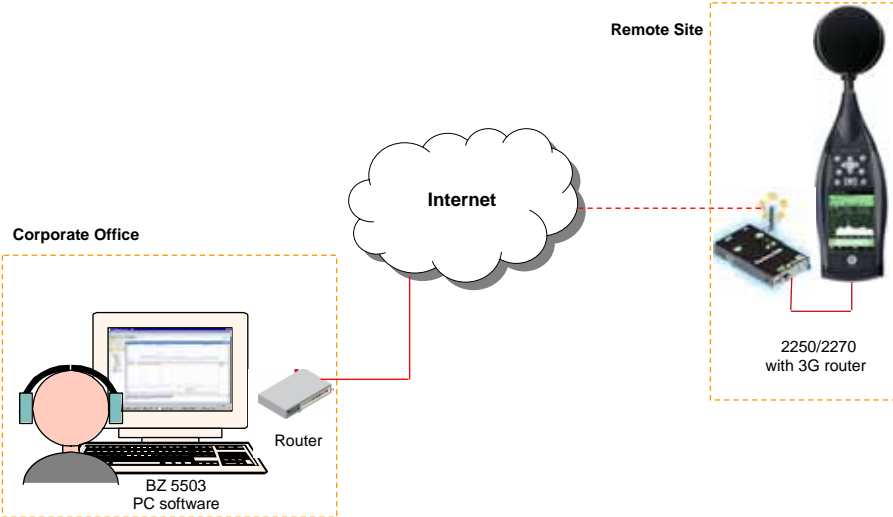 Remote Site
Internet
Corporate Office
2250/2270
with 3G router
Router
BZ 5503
PC software